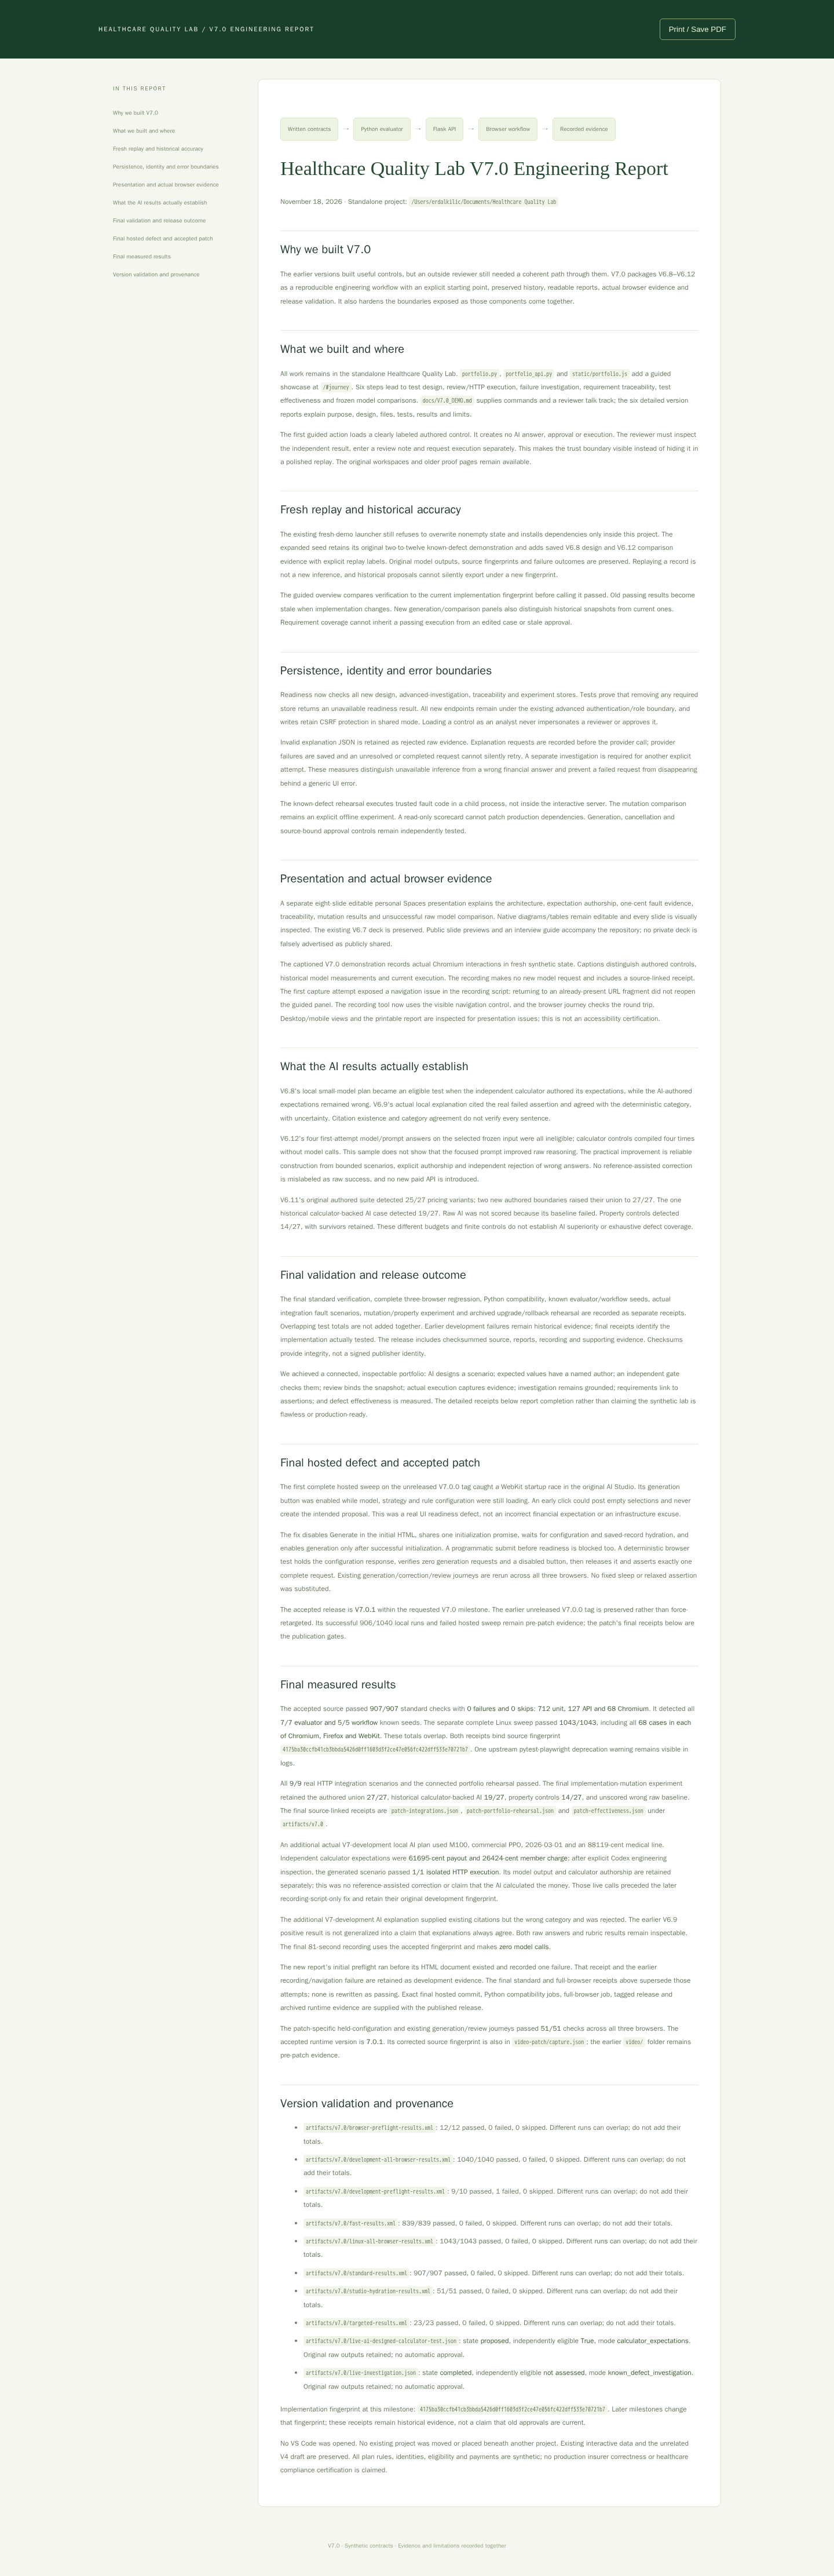 HEALTHCARE QUALITY LAB / V7.0 ENGINEERING REPORT
Print / Save PDF
IN THIS REPORT
Why we built V7.0
What we built and where
Fresh replay and historical accuracy
Persistence, identity and error boundaries
Presentation and actual browser evidence
What the AI results actually establish
Final validation and release outcome
Final hosted defect and accepted patch
Final measured results
Version validation and provenance
Written contracts → Python evaluator → Flask API → Browser workflow → Recorded evidence
Healthcare Quality Lab V7.0 Engineering Report
November 18, 2026 · Standalone project: /Users/erdalkilic/Documents/Healthcare Quality Lab
Why we built V7.0
The earlier versions built useful controls, but an outside reviewer still needed a coherent path through them. V7.0 packages V6.8–V6.12
as a reproducible engineering workflow with an explicit starting point, preserved history, readable reports, actual browser evidence and
release validation. It also hardens the boundaries exposed as those components come together.
What we built and where
All work remains in the standalone Healthcare Quality Lab. portfolio.py, portfolio_api.py and static/portfolio.js add a guided
showcase at /#journey. Six steps lead to test design, review/HTTP execution, failure investigation, requirement traceability, test
effectiveness and frozen model comparisons. docs/V7.0_DEMO.md supplies commands and a reviewer talk track; the six detailed version
reports explain purpose, design, files, tests, results and limits.
The first guided action loads a clearly labeled authored control. It creates no AI answer, approval or execution. The reviewer must inspect
the independent result, enter a review note and request execution separately. This makes the trust boundary visible instead of hiding it in
a polished replay. The original workspaces and older proof pages remain available.
Fresh replay and historical accuracy
The existing fresh-demo launcher still refuses to overwrite nonempty state and installs dependencies only inside this project. The
expanded seed retains its original two-to-twelve known-defect demonstration and adds saved V6.8 design and V6.12 comparison
evidence with explicit replay labels. Original model outputs, source fingerprints and failure outcomes are preserved. Replaying a record is
not a new inference, and historical proposals cannot silently export under a new fingerprint.
The guided overview compares verification to the current implementation fingerprint before calling it passed. Old passing results become
stale when implementation changes. New generation/comparison panels also distinguish historical snapshots from current ones.
Requirement coverage cannot inherit a passing execution from an edited case or stale approval.
Persistence, identity and error boundaries
Readiness now checks all new design, advanced-investigation, traceability and experiment stores. Tests prove that removing any required
store returns an unavailable readiness result. All new endpoints remain under the existing advanced authentication/role boundary, and
writes retain CSRF protection in shared mode. Loading a control as an analyst never impersonates a reviewer or approves it.
Invalid explanation JSON is retained as rejected raw evidence. Explanation requests are recorded before the provider call; provider
failures are saved and an unresolved or completed request cannot silently retry. A separate investigation is required for another explicit
attempt. These measures distinguish unavailable inference from a wrong financial answer and prevent a failed request from disappearing
behind a generic UI error.
The known-defect rehearsal executes trusted fault code in a child process, not inside the interactive server. The mutation comparison
remains an explicit offline experiment. A read-only scorecard cannot patch production dependencies. Generation, cancellation and
source-bound approval controls remain independently tested.
Presentation and actual browser evidence
A separate eight-slide editable personal Spaces presentation explains the architecture, expectation authorship, one-cent fault evidence,
traceability, mutation results and unsuccessful raw model comparison. Native diagrams/tables remain editable and every slide is visually
inspected. The existing V6.7 deck is preserved. Public slide previews and an interview guide accompany the repository; no private deck is
falsely advertised as publicly shared.
The captioned V7.0 demonstration records actual Chromium interactions in fresh synthetic state. Captions distinguish authored controls,
historical model measurements and current execution. The recording makes no new model request and includes a source-linked receipt.
The first capture attempt exposed a navigation issue in the recording script: returning to an already-present URL fragment did not reopen
the guided panel. The recording tool now uses the visible navigation control, and the browser journey checks the round trip.
Desktop/mobile views and the printable report are inspected for presentation issues; this is not an accessibility certification.
What the AI results actually establish
V6.8's local small-model plan became an eligible test when the independent calculator authored its expectations, while the AI-authored
expectations remained wrong. V6.9's actual local explanation cited the real failed assertion and agreed with the deterministic category,
with uncertainty. Citation existence and category agreement do not verify every sentence.
V6.12's four first-attempt model/prompt answers on the selected frozen input were all ineligible; calculator controls compiled four times
without model calls. This sample does not show that the focused prompt improved raw reasoning. The practical improvement is reliable
construction from bounded scenarios, explicit authorship and independent rejection of wrong answers. No reference-assisted correction
is mislabeled as raw success, and no new paid API is introduced.
V6.11's original authored suite detected 25/27 pricing variants; two new authored boundaries raised their union to 27/27. The one
historical calculator-backed AI case detected 19/27. Raw AI was not scored because its baseline failed. Property controls detected
14/27, with survivors retained. These different budgets and finite controls do not establish AI superiority or exhaustive defect coverage.
Final validation and release outcome
The final standard verification, complete three-browser regression, Python compatibility, known evaluator/workflow seeds, actual
integration fault scenarios, mutation/property experiment and archived upgrade/rollback rehearsal are recorded as separate receipts.
Overlapping test totals are not added together. Earlier development failures remain historical evidence; final receipts identify the
implementation actually tested. The release includes checksummed source, reports, recording and supporting evidence. Checksums
provide integrity, not a signed publisher identity.
We achieved a connected, inspectable portfolio: AI designs a scenario; expected values have a named author; an independent gate
checks them; review binds the snapshot; actual execution captures evidence; investigation remains grounded; requirements link to
assertions; and defect effectiveness is measured. The detailed receipts below report completion rather than claiming the synthetic lab is
flawless or production-ready.
Final hosted defect and accepted patch
The first complete hosted sweep on the unreleased V7.0.0 tag caught a WebKit startup race in the original AI Studio. Its generation
button was enabled while model, strategy and rule configuration were still loading. An early click could post empty selections and never
create the intended proposal. This was a real UI readiness defect, not an incorrect financial expectation or an infrastructure excuse.
The fix disables Generate in the initial HTML, shares one initialization promise, waits for configuration and saved-record hydration, and
enables generation only after successful initialization. A programmatic submit before readiness is blocked too. A deterministic browser
test holds the configuration response, verifies zero generation requests and a disabled button, then releases it and asserts exactly one
complete request. Existing generation/correction/review journeys are rerun across all three browsers. No fixed sleep or relaxed assertion
was substituted.
The accepted release is V7.0.1 within the requested V7.0 milestone. The earlier unreleased V7.0.0 tag is preserved rather than force-
retargeted. Its successful 906/1040 local runs and failed hosted sweep remain pre-patch evidence; the patch's final receipts below are
the publication gates.
Final measured results
The accepted source passed 907/907 standard checks with 0 failures and 0 skips: 712 unit, 127 API and 68 Chromium. It detected all
7/7 evaluator and 5/5 workflow known seeds. The separate complete Linux sweep passed 1043/1043, including all 68 cases in each
of Chromium, Firefox and WebKit. These totals overlap. Both receipts bind source fingerprint
. One upstream pytest-playwright deprecation warning remains visible in
logs.
All 9/9 real HTTP integration scenarios and the connected portfolio rehearsal passed. The final implementation-mutation experiment
retained the authored union 27/27, historical calculator-backed AI 19/27, property controls 14/27, and unscored wrong raw baseline.
The final source-linked receipts are patch-integrations.json, patch-portfolio-rehearsal.json and patch-effectiveness.json under
artifacts/v7.0.
An additional actual V7-development local AI plan used M100, commercial PPO, 2026-03-01 and an 88119-cent medical line.
Independent calculator expectations were 61695-cent payout and 26424-cent member charge; after explicit Codex engineering
inspection, the generated scenario passed 1/1 isolated HTTP execution. Its model output and calculator authorship are retained
separately; this was no reference-assisted correction or claim that the AI calculated the money. Those live calls preceded the later
recording-script-only fix and retain their original development fingerprint.
The additional V7-development AI explanation supplied existing citations but the wrong category and was rejected. The earlier V6.9
positive result is not generalized into a claim that explanations always agree. Both raw answers and rubric results remain inspectable.
The final 81-second recording uses the accepted fingerprint and makes zero model calls.
The new report's initial preflight ran before its HTML document existed and recorded one failure. That receipt and the earlier
recording/navigation failure are retained as development evidence. The final standard and full-browser receipts above supersede those
attempts; none is rewritten as passing. Exact final hosted commit, Python compatibility jobs, full-browser job, tagged release and
archived runtime evidence are supplied with the published release.
The patch-specific held-configuration and existing generation/review journeys passed 51/51 checks across all three browsers. The
accepted runtime version is 7.0.1. Its corrected source fingerprint is also in video-patch/capture.json; the earlier video/ folder remains
pre-patch evidence.
Version validation and provenance
• artifacts/v7.0/browser-preflight-results.xml: 12/12 passed, 0 failed, 0 skipped. Different runs can overlap; do not add their
totals.
• artifacts/v7.0/development-all-browser-results.xml: 1040/1040 passed, 0 failed, 0 skipped. Different runs can overlap; do not
add their totals.
• artifacts/v7.0/development-preflight-results.xml: 9/10 passed, 1 failed, 0 skipped. Different runs can overlap; do not add their
totals.
• artifacts/v7.0/fast-results.xml: 839/839 passed, 0 failed, 0 skipped. Different runs can overlap; do not add their totals.
• artifacts/v7.0/linux-all-browser-results.xml: 1043/1043 passed, 0 failed, 0 skipped. Different runs can overlap; do not add their
totals.
• artifacts/v7.0/standard-results.xml: 907/907 passed, 0 failed, 0 skipped. Different runs can overlap; do not add their totals.
• artifacts/v7.0/studio-hydration-results.xml: 51/51 passed, 0 failed, 0 skipped. Different runs can overlap; do not add their
totals.
• artifacts/v7.0/targeted-results.xml: 23/23 passed, 0 failed, 0 skipped. Different runs can overlap; do not add their totals.
• artifacts/v7.0/live-ai-designed-calculator-test.json: state proposed, independently eligible True, mode calculator_expectations.
Original raw outputs retained; no automatic approval.
• artifacts/v7.0/live-investigation.json: state completed, independently eligible not assessed, mode known_defect_investigation.
Original raw outputs retained; no automatic approval.
Implementation fingerprint at this milestone: . Later milestones change
that fingerprint; these receipts remain historical evidence, not a claim that old approvals are current.
No VS Code was opened. No existing project was moved or placed beneath another project. Existing interactive data and the unrelated
V4 draft are preserved. All plan rules, identities, eligibility and payments are synthetic; no production insurer correctness or healthcare
compliance certification is claimed.
V7.0 · Synthetic contracts · Evidence and limitations recorded together